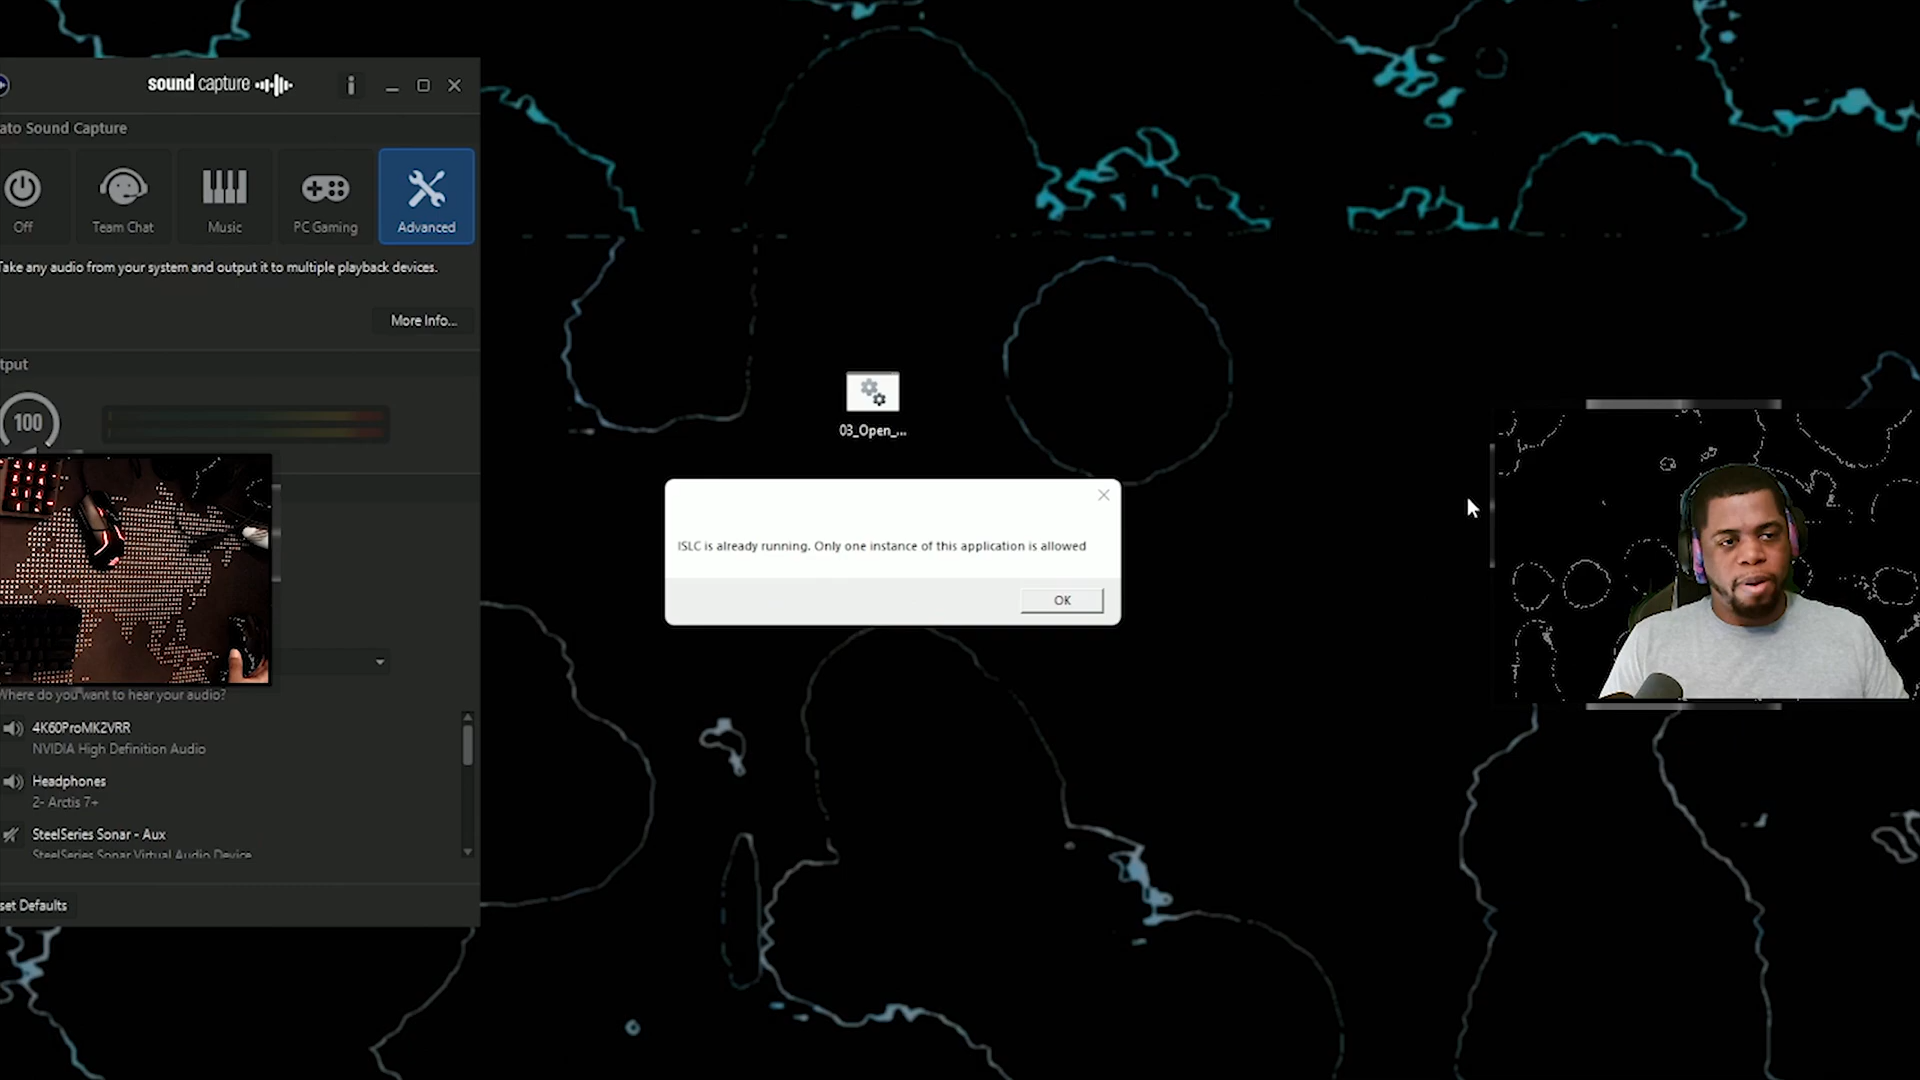 sound capture
ato Sound Capture
Off
Team Chat
Music
PC Gaming
Advanced
Take any audio from your system and output it to multiple playback devices.
More Info...
tput
100
03_Open_...
ISLC is already running. Only one instance of this application is allowed
OK
Where do you want to hear your audio?
4K60ProMK2VRR
NVIDIA High Definition Audio
Headphones
2- Arctis 7+
SteelSeries Sonar - Aux
SteelSeries Sonar Virtual Audio Device
set Defaults